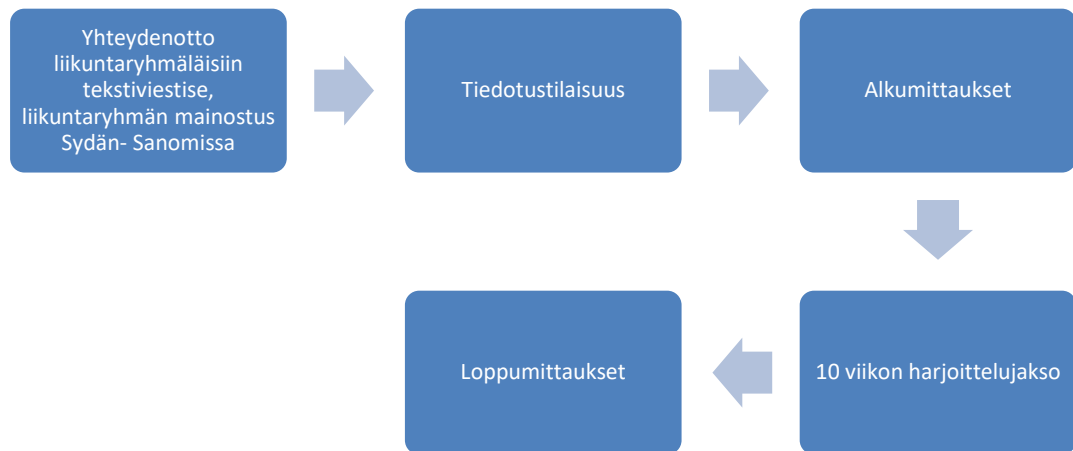 Yhteydenotto
liikuntaryhmäläisiin
tekstiviestise,
liikuntaryhmän mainostus
Sydän- Sanomissa
Tiedotustilaisuus
Alkumittaukset
10 viikon harjoittelujakso
Loppumittaukset